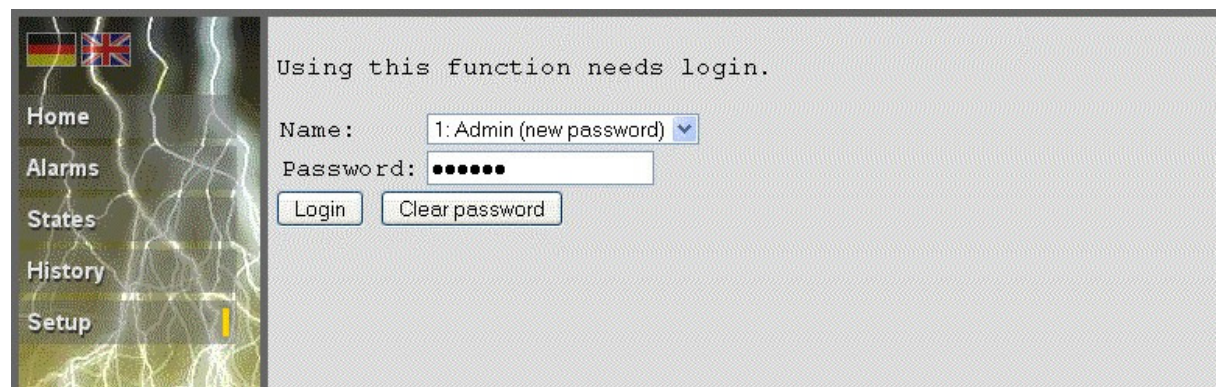 Using this function needs login.
Name: 1: Admin (new password)
Password: ●●●●●●
Login Clear password
Home
Alarms
States
History
Setup